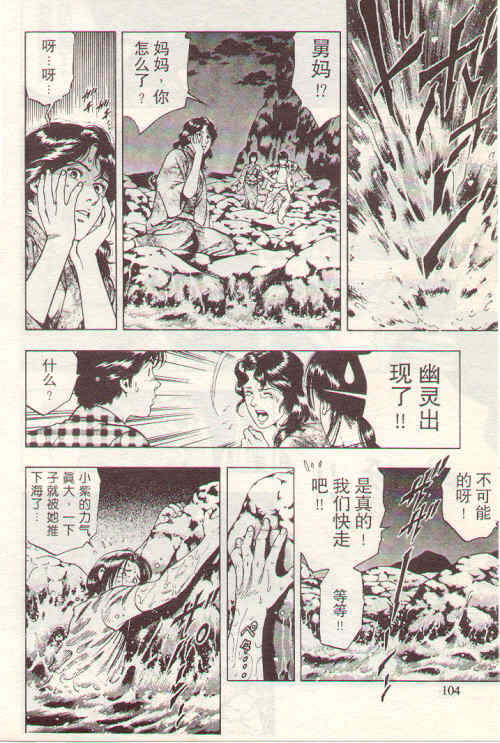 舅妈!?
妈妈，你
怎么了？
呀…呀…
幽灵出
现了!!
什么？
不可能
的呀！
是真的！
我们快走
吧!!
等等!!
小紫的力气
真大，一下
子就被她推
下海了…
104